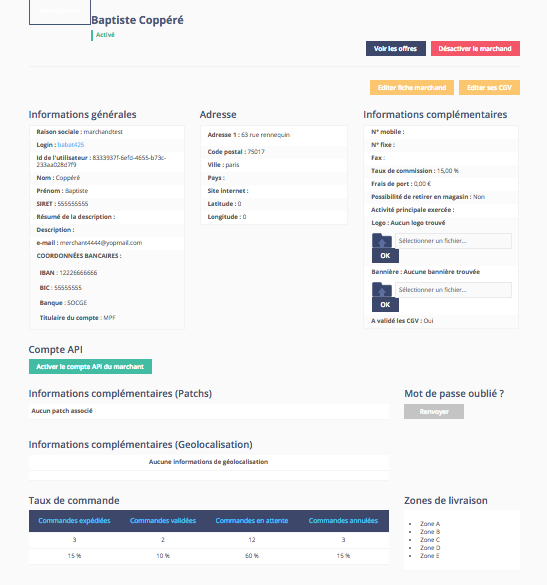 Baptiste Coppéré
Activé
Voir les offres
Désactiver le marchand
Editer fiche marchand
Editer ses CGV
Informations générales
Raison sociale : marchandtest
Login : babat425
Id de l'utilisateur : 8333937f-6efd-4655-b73c-
233aa028d7f9
Nom : Coppéré
Prénom : Baptiste
SIRET : 555555555
Résumé de la description :
Description :
e-mail : merchant4444@yopmail.com
COORDONNÉES BANCAIRES :
IBAN : 12226666666
BIC : 55555555
Banque : SOCGE
Titulaire du compte : MPF
Adresse
Adresse 1 : 63 rue rennequin
Code postal : 75017
Ville : paris
Pays :
Site internet :
Latitude : 0
Longitude : 0
Informations complémentaires
N° mobile :
N° fixe :
Fax :
Taux de commission : 15,00 %
Frais de port : 0,00 €
Possibilité de retirer en magasin : Non
Activité principale exercée :
Logo : Aucun logo trouvé
Sélectionner un fichier...
OK
Bannière : Aucune bannière trouvée
Sélectionner un fichier...
OK
A validé les CGV : Oui
Compte API
Activer le compte API du marchant
Informations complémentaires (Patchs)
Aucun patch associé
Mot de passe oublié ?
Renvoyer
Informations complémentaires (Geolocalisation)
Aucune informations de géolocalisation
Taux de commande
Commandes expédiées Commandes validées Commandes en attente Commandes annulées
3 2 12 3
15 % 10 % 60 % 15 %
Zones de livraison
• Zone A
• Zone B
• Zone C
• Zone D
• Zone E